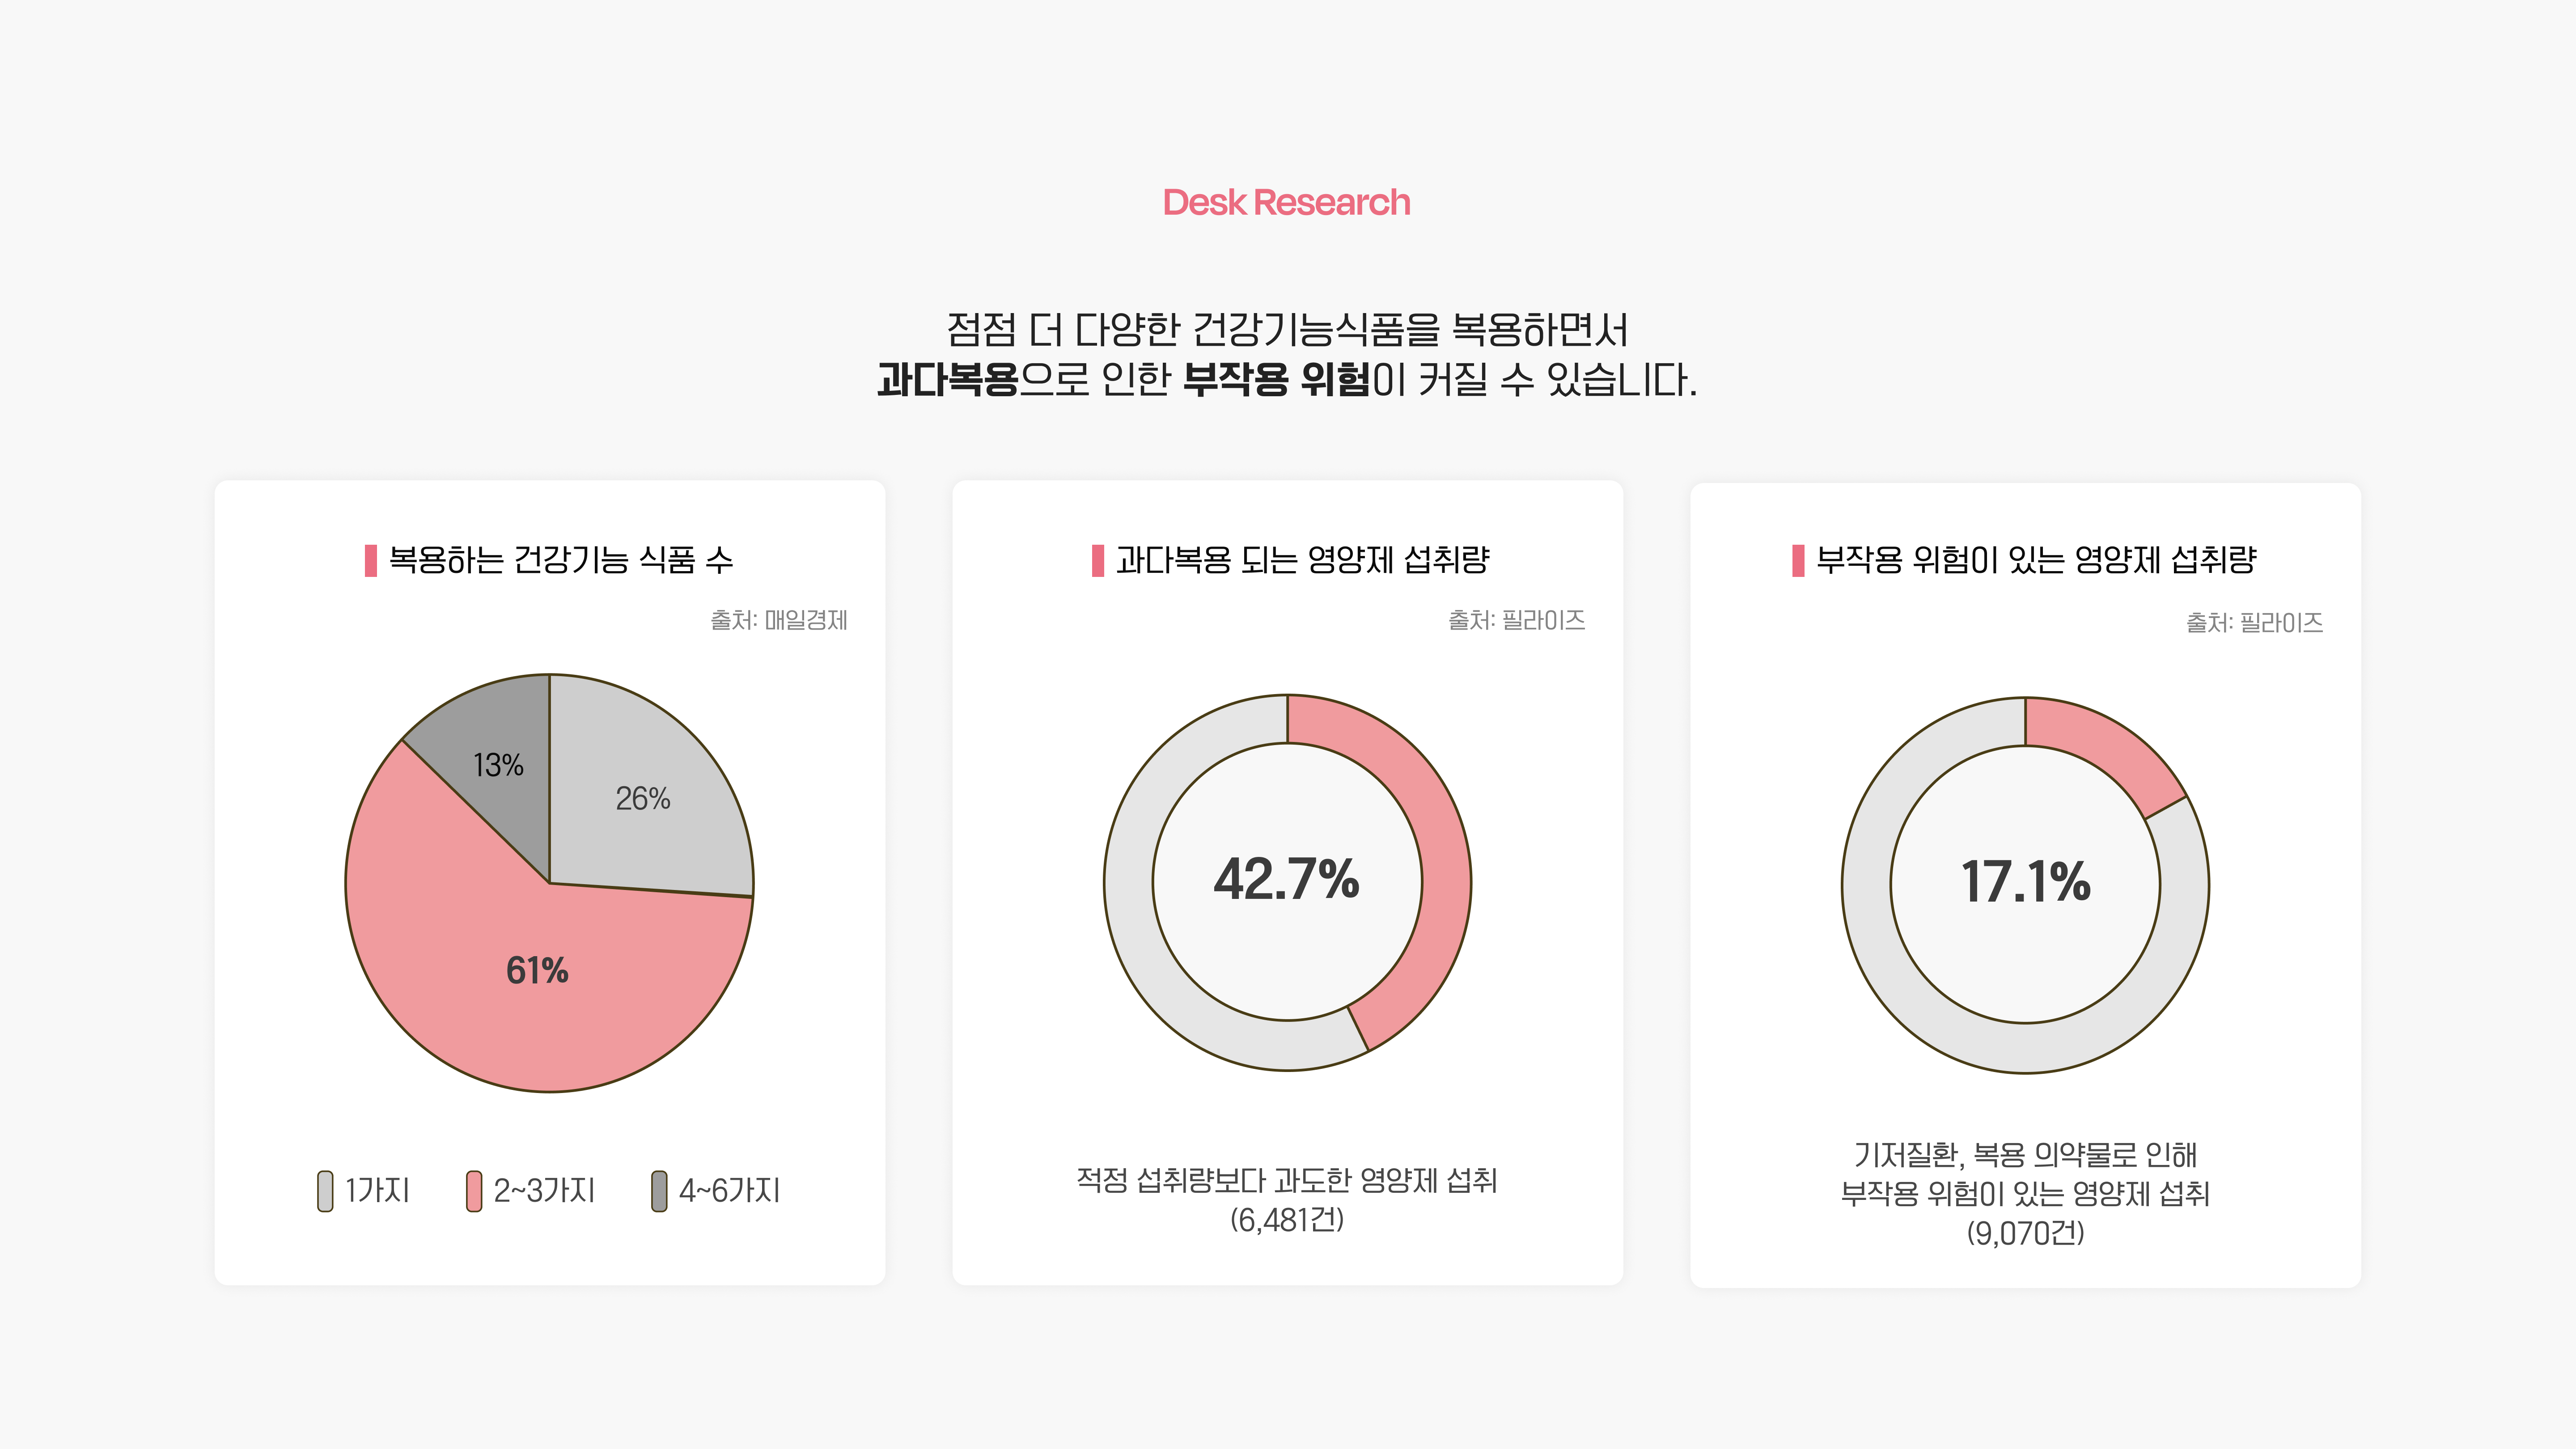 Desk Research
점점 더 다양한 건강기능식품을 복용하면서
과다복용으로 인한 부작용 위험이 커질 수 있습니다.
복용하는 건강기능 식품 수
출처: 매일경제
13%
26%
61%
1가지
2~3가지
4~6가지
과다복용 되는 영양제 섭취량
출처: 필라이즈
42.7%
적정 섭취량보다 과도한 영양제 섭취
(6,481건)
부작용 위험이 있는 영양제 섭취량
출처: 필라이즈
17.1%
기저질환, 복용 의약물로 인해
부작용 위험이 있는 영양제 섭취
(9,070건)